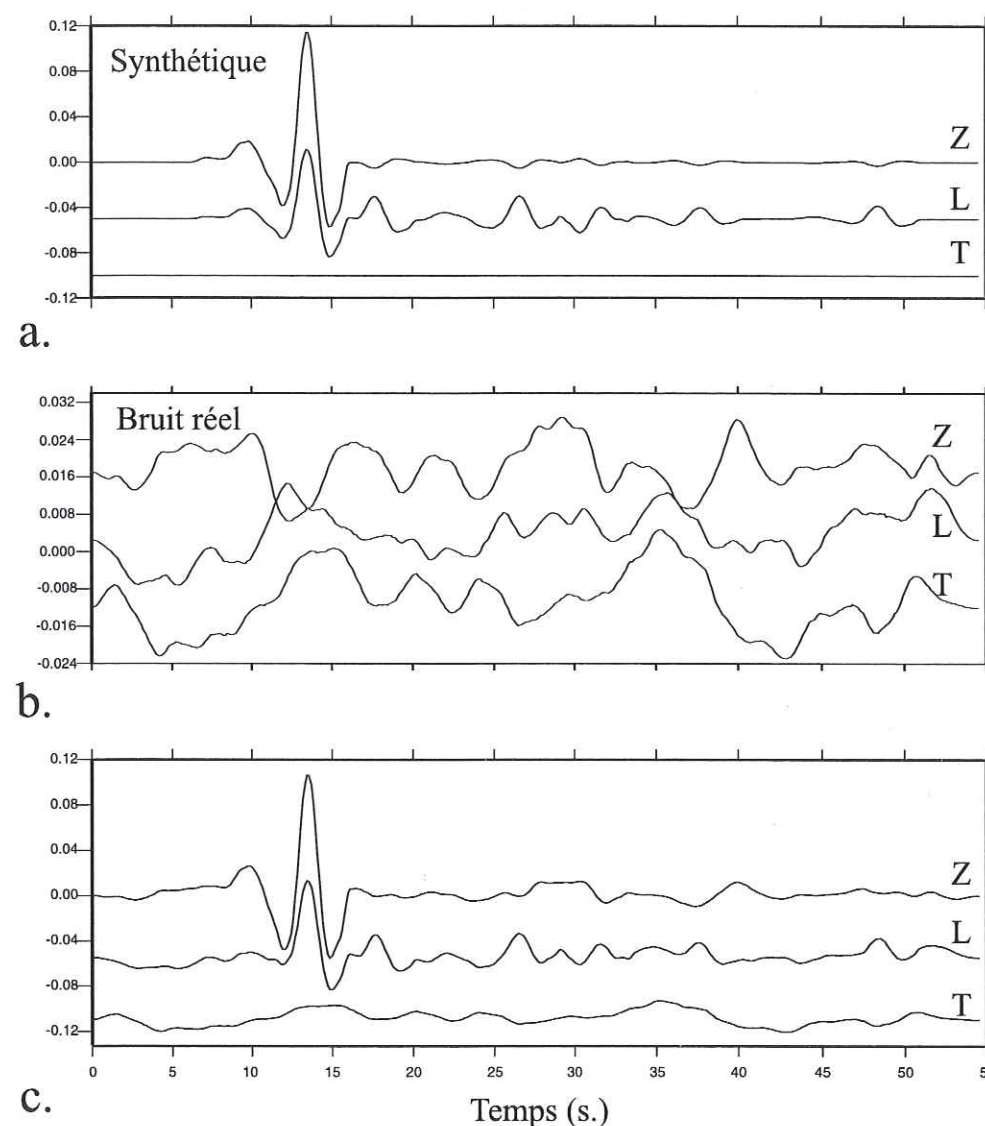 0.12
Synthétique
0.08
0.04
Z
0.00
L
-0.04
T
-0.08
-0.12
a.
0.032
Bruit réel
Z
0.024
0.016
L
0.008
0.000
T
-0.008
-0.016
-0.024
b.
0.12
0.08
0.04
Z
0.00
L
-0.04
-0.08
T
-0.12
0 5 10 15 20 25 30 35 40 45 50
c.
Temps (s.)